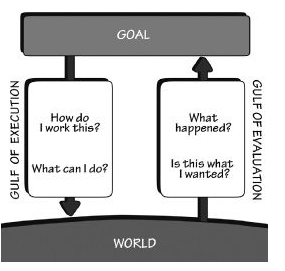 GOAL
GULF OF EXECUTION
How do
I work this?
What can I do?
What
happened?
Is this what
I wanted?
GULF OF EVALUATION
WORLD